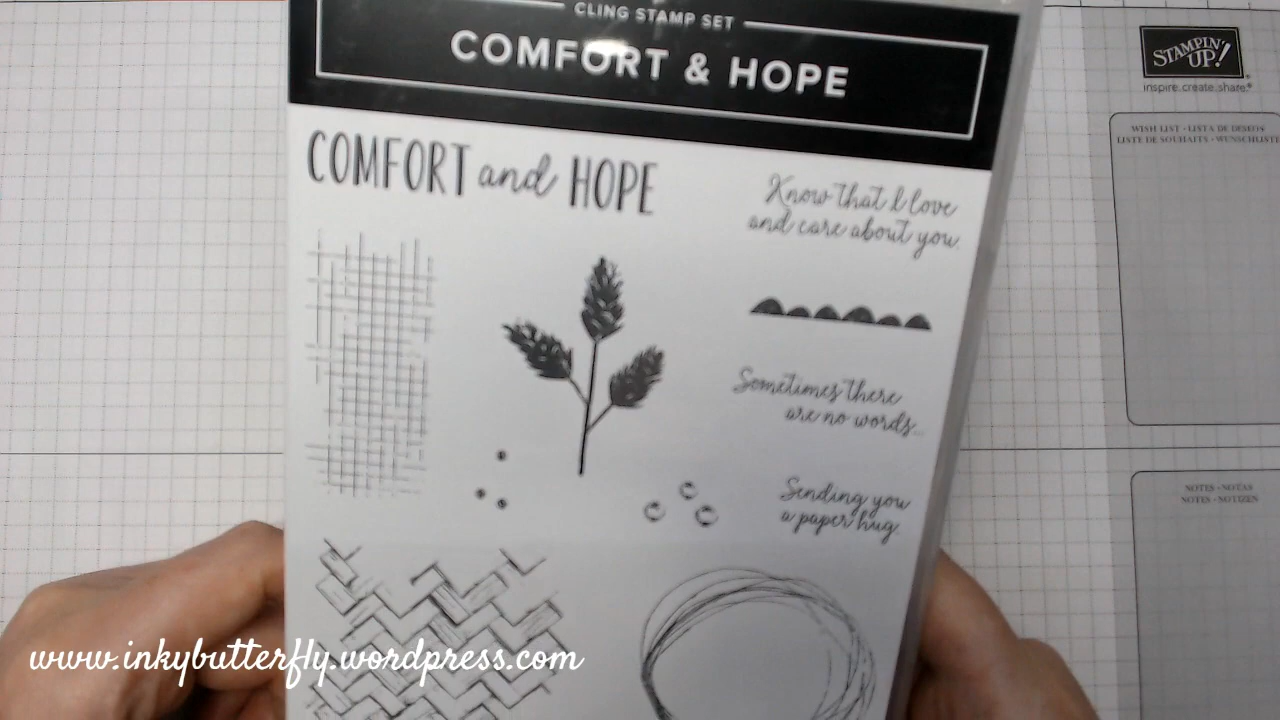 CLING STAMP SET
COMFORT & HOPE
COMFORT and HOPE
Know that I love
and care about you.
Sometimes there
are no words...
Sending you
a paper hug.
STAMPIN' UP!
inspire.create.share.®
WISH LIST • LISTA DE DESEOS
LISTE DE SOUHAITS • WUNSCHLISTE
NOTES • NOTAS
NOTES • NOTIZEN
www.inkybutterfly.wordpress.com